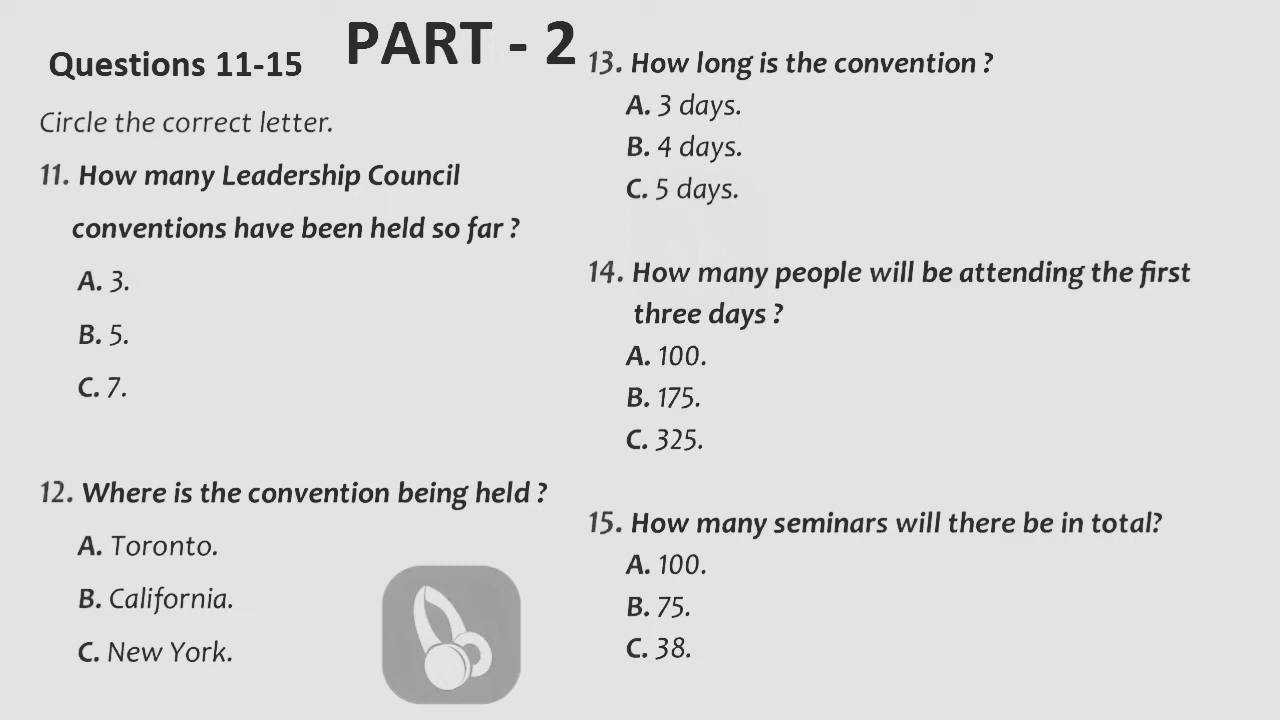 PART - 2
Questions 11-15
Circle the correct letter.
11. How many Leadership Council
conventions have been held so far ?
A. 3.
B. 5.
C. 7.
12. Where is the convention being held ?
A. Toronto.
B. California.
C. New York.
13. How long is the convention ?
A. 3 days.
B. 4 days.
C. 5 days.
14. How many people will be attending the first
three days ?
A. 100.
B. 175.
C. 325.
15. How many seminars will there be in total?
A. 100.
B. 75.
C. 38.